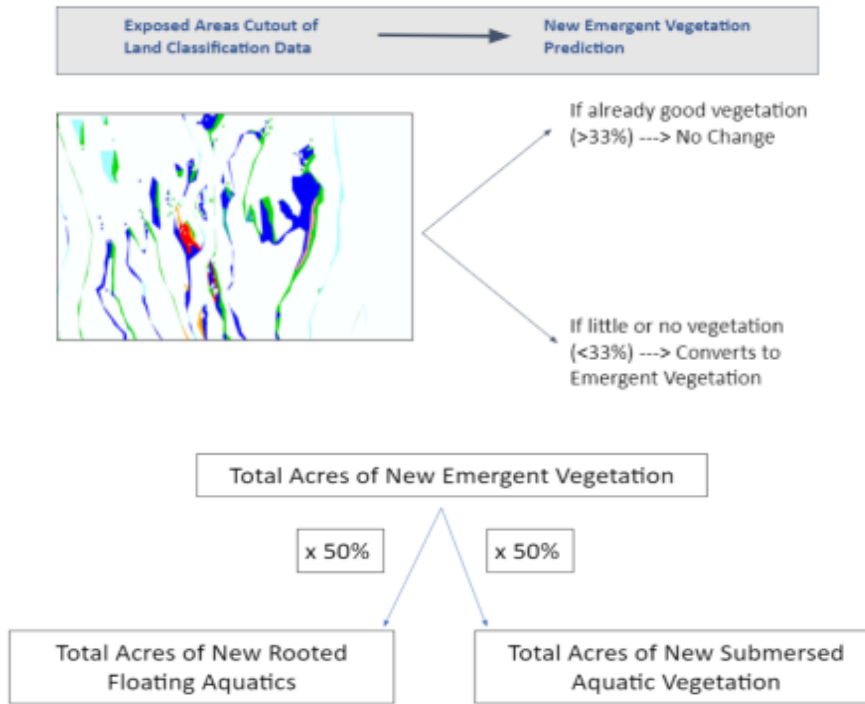 Exposed Areas Cutout of
Land Classification Data
New Emergent Vegetation
Prediction
If already good vegetation
(>33%) ---> No Change
If little or no vegetation
(<33%) ---> Converts to
Emergent Vegetation
Total Acres of New Emergent Vegetation
x 50%
x 50%
Total Acres of New Rooted
Floating Aquatics
Total Acres of New Submersed
Aquatic Vegetation